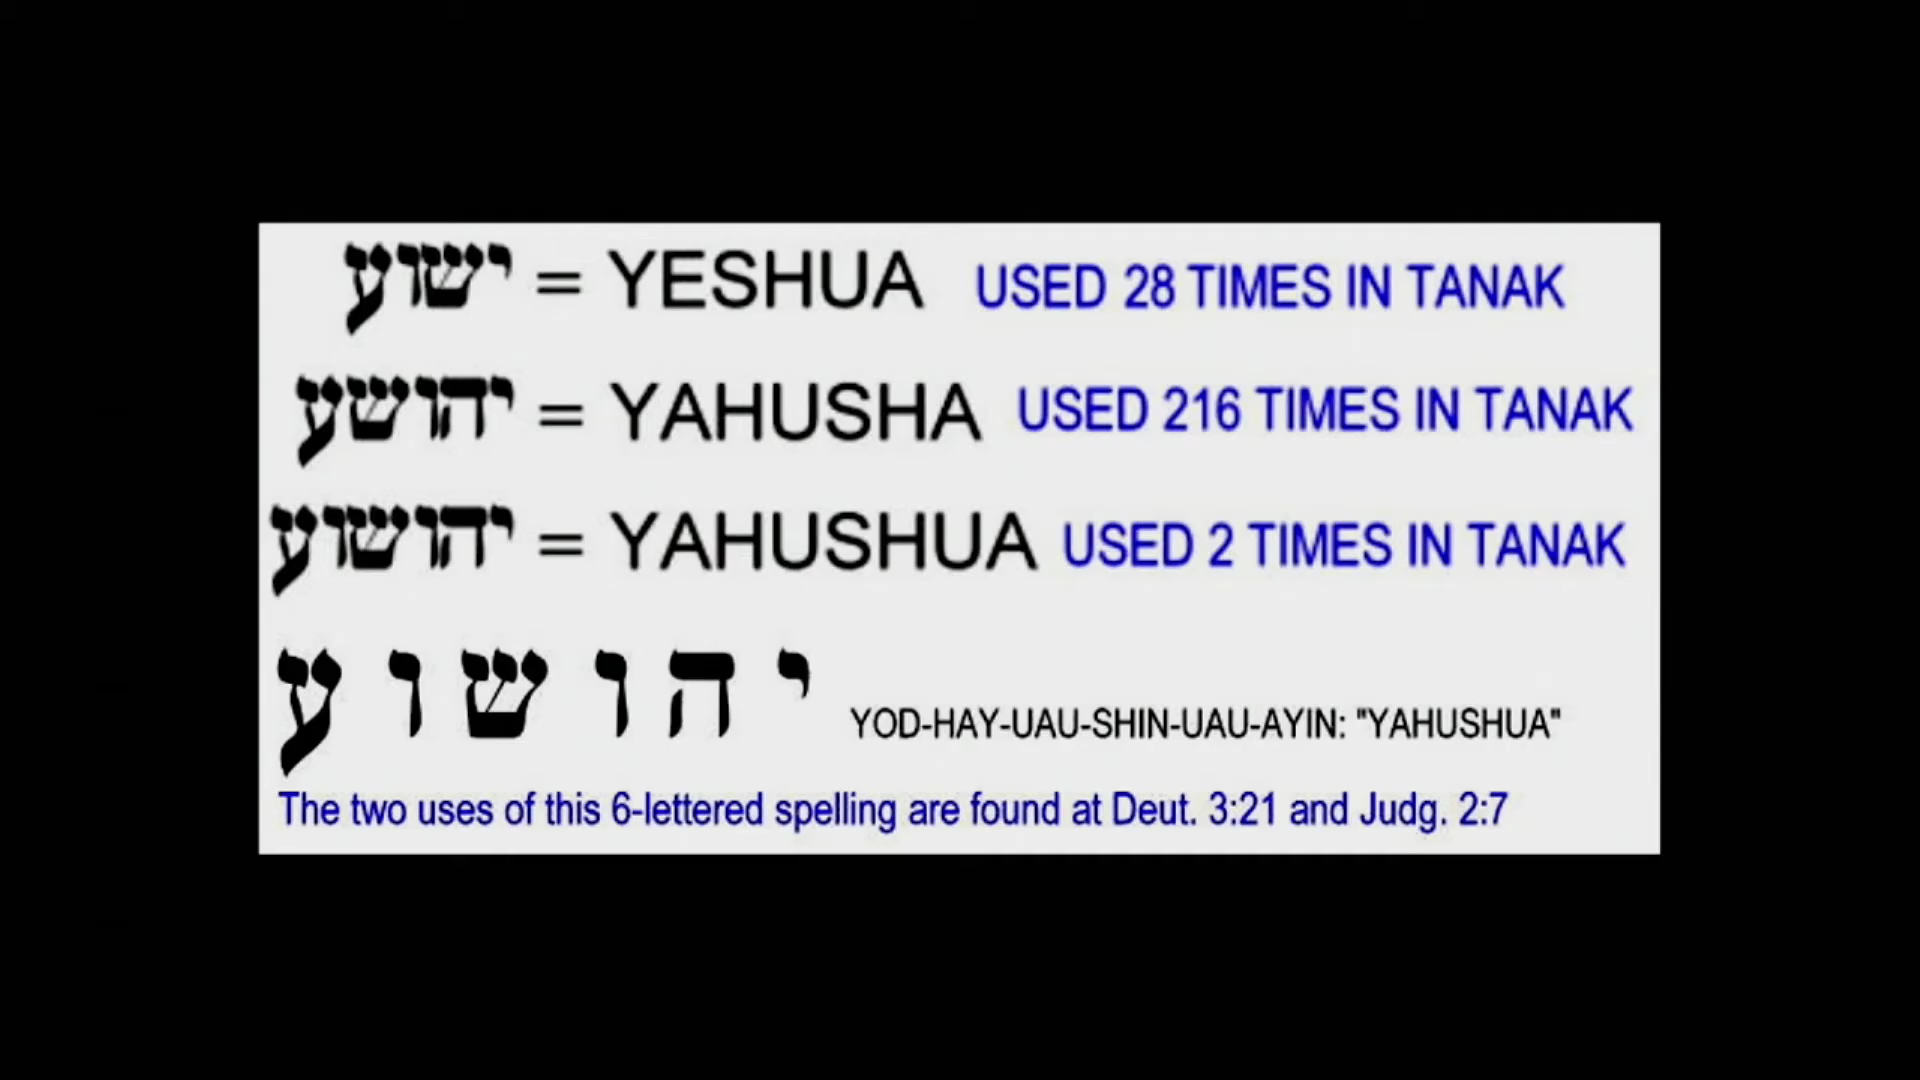 ישוע = YESHUA USED 28 TIMES IN TANAK
יהושע = YAHUSHA USED 216 TIMES IN TANAK
יהושוע = YAHUSHUA USED 2 TIMES IN TANAK
י ה ו ש ו ע YOD-HAY-UAU-SHIN-UAU-AYIN: "YAHUSHUA"
The two uses of this 6-lettered spelling are found at Deut. 3:21 and Judg. 2:7